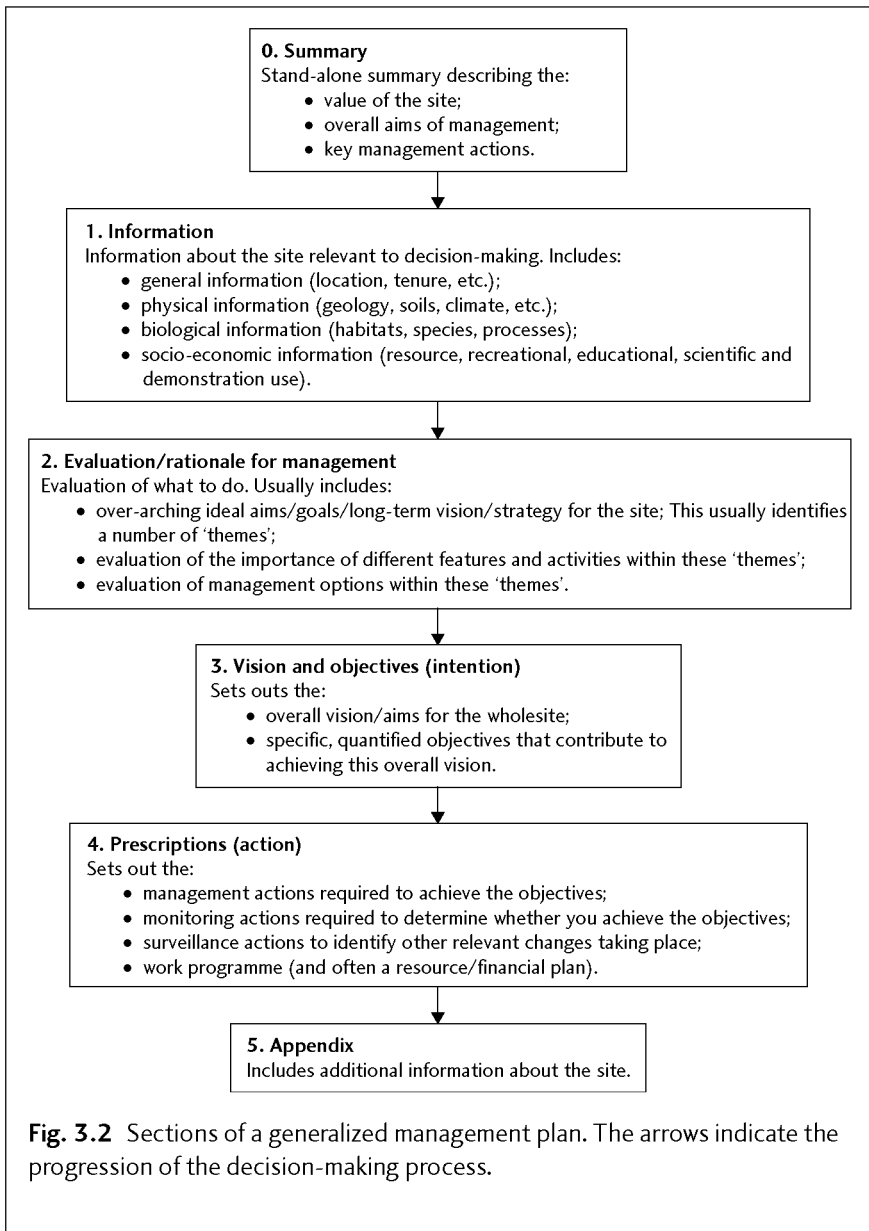 0. Summary
Stand-alone summary describing the:
• value of the site;
• overall aims of management;
• key management actions.
1. Information
Information about the site relevant to decision-making. Includes:
• general information (location, tenure, etc.);
• physical information (geology, soils, climate, etc.);
• biological information (habitats, species, processes);
• socio-economic information (resource, recreational, educational, scientific and
demonstration use).
2. Evaluation/rationale for management
Evaluation of what to do. Usually includes:
• over-arching ideal aims/goals/long-term vision/strategy for the site; This usually identifies
a number of ‘themes’;
• evaluation of the importance of different features and activities within these ‘themes’;
• evaluation of management options within these ‘themes’.
3. Vision and objectives (intention)
Sets outs the:
• overall vision/aims for the wholesite;
• specific, quantified objectives that contribute to
achieving this overall vision.
4. Prescriptions (action)
Sets out the:
• management actions required to achieve the objectives;
• monitoring actions required to determine whether you achieve the objectives;
• surveillance actions to identify other relevant changes taking place;
• work programme (and often a resource/financial plan).
5. Appendix
Includes additional information about the site.
Fig. 3.2 Sections of a generalized management plan. The arrows indicate the
progression of the decision-making process.